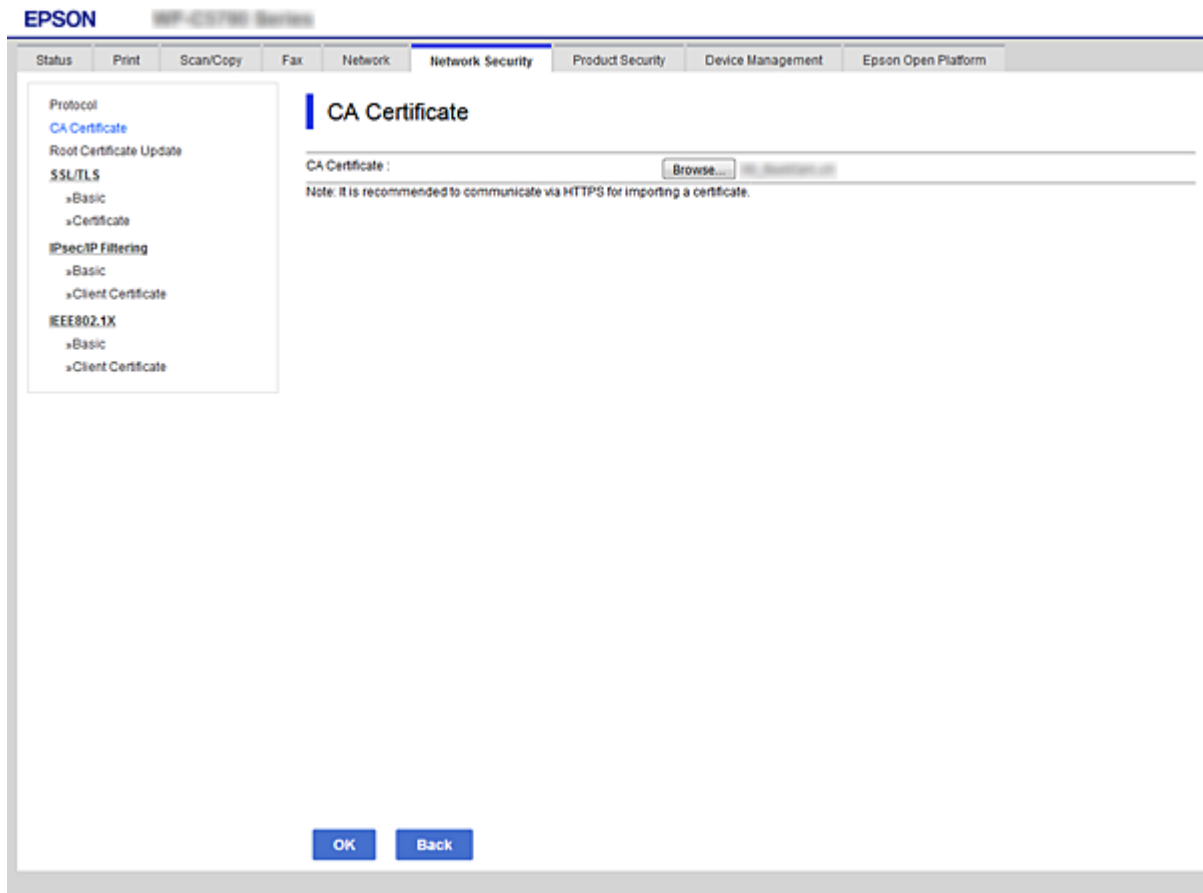 EPSON
Status Print Scan/Copy Fax Network Network Security Product Security Device Management Epson Open Platform
Protocol
CA Certificate
Root Certificate Update
SSL/TLS
»Basic
»Certificate
IPsec/IP Filtering
»Basic
»Client Certificate
IEEE802.1X
»Basic
»Client Certificate
CA Certificate
CA Certificate :
Browse...
Note: It is recommended to communicate via HTTPS for importing a certificate.
OK Back